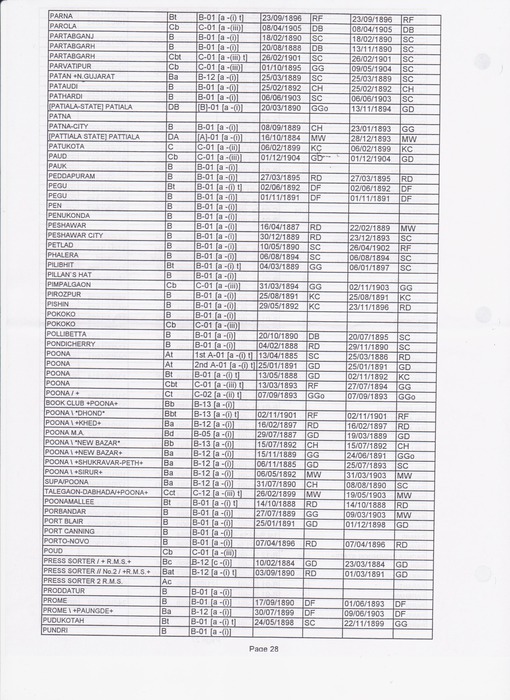 PARNA Bt B-01 [a -(i) t] 23/09/1896 RF 23/09/1896 RF
PAROLA Cb C-01 [a -(iii)] 08/04/1905 DB 08/04/1905 DB
PARTABGANJ B B-01 [a -(i)] 18/02/1890 SC 18/02/1890 SC
PARTABGARH B B-01 [a -(i)] 20/08/1888 DB 13/11/1890 SC
PARTABGARH Cbt C-01 [a -(iii) t] 26/02/1901 SC 26/02/1901 SC
PARVATIPUR Cb C-01 [a -(iii)] 01/10/1895 GG 09/05/1904 SC
PATAN +N.GUJARAT Ba B-12 [a -(i)] 25/03/1889 SC 25/03/1889 SC
PATAUDI B B-01 [a -(i)] 25/02/1892 CH 25/02/1892 CH
PATHARDI B B-01 [a -(i)] 06/06/1903 SC 06/06/1903 SC
[PATIALA-STATE] PATIALA DB [B]-01 [a -(i)] 20/03/1890 GGo 13/11/1894 GD
PATNA
PATNA-CITY B B-01 [a -(i)] 08/09/1889 CH 23/01/1893 GG
[PATTIALA STATE] PATTIALA DA [A]-01 [a -(i)] 16/10/1884 MW 28/12/1893 MW
PATUKOTA C C-01 [a -(ii)] 06/02/1899 KC 06/02/1899 KC
PAUD Cb C-01 [a -(iii)] 01/12/1904 GD 01/12/1904 GD
PAUK B B-01 [a -(i)]
PEDDAPURAM B B-01 [a -(i)] 27/03/1895 RD 27/03/1895 RD
PEGU Bt B-01 [a -(i) t] 02/06/1892 DF 02/06/1892 DF
PEGU B B-01 [a -(i)] 01/11/1891 DF 01/11/1891 DF
PEN B B-01 [a -(i)]
PENUKONDA B B-01 [a -(i)]
PESHAWAR B B-01 [a -(i)] 16/04/1887 RD 22/02/1889 MW
PESHAWAR CITY B B-01 [a -(i)] 30/12/1889 RD 23/12/1893 SC
PETLAD B B-01 [a -(i)] 10/05/1890 SC 26/04/1902 RF
PHALERA B B-01 [a -(i)] 06/08/1894 SC 06/08/1894 SC
PILIBHIT Bt B-01 [a -(i) t] 04/03/1889 GG 06/01/1897 SC
PILLAN'S HAT B B-01 [a -(i)]
PIMPALGAON Cb C-01 [a -(iii)] 31/03/1894 GG 02/11/1903 GG
PIROZPUR B B-01 [a -(i)] 25/08/1891 KC 25/08/1891 KC
PISHIN B B-01 [a -(i)] 29/05/1892 KC 23/11/1896 RD
POKOKO B B-01 [a -(i)]
POKOKO Cb C-01 [a -(iii)]
POLLIBETTA B B-01 [a -(i)] 20/10/1890 DB 20/07/1895 SC
PONDICHERRY B B-01 [a -(i)] 04/02/1888 RD 29/11/1890 SC
POONA At 1st A-01 [a -(i) t] 13/04/1885 SC 25/03/1886 RD
POONA At 2nd A-01 [a -(i) t] 25/01/1891 GD 25/01/1891 GD
POONA Bt B-01 [a -(i) t] 13/05/1888 GD 02/11/1892 KC
POONA Cbt C-01 [a -(iii) t] 13/03/1893 RF 27/07/1894 GG
POONA / + Ct C-02 [a -(ii) t] 07/09/1893 GGo 07/09/1893 GGo
BOOK CLUB +POONA+ Bb B-13 [a -(i)]
POONA \ *DHOND* Bbt B-13 [a -(i) t] 02/11/1901 RF 02/11/1901 RF
POONA \ +KHED+ Ba B-12 [a -(i)] 16/02/1897 RD 16/02/1897 RD
POONA M.A. Bd B-05 [a -(i)] 29/07/1887 GD 19/03/1889 GD
POONA \ *NEW BAZAR* Bb B-13 [a -(i)] 15/07/1892 CH 15/07/1892 CH
POONA \ +NEW BAZAR+ Ba B-12 [a -(i)] 15/11/1889 GG 24/06/1891 GGo
POONA \ +SHUKRAVAR-PETH+ Ba B-12 [a -(i)] 06/11/1885 GD 25/07/1893 SC
POONA \ +SIRUR+ Ba B-12 [a -(i)] 06/05/1892 MW 31/03/1903 MW
SUPA/POONA Ba B-12 [a -(i)] 31/07/1890 CH 08/08/1890 SC
TALEGAON-DABHADA/+POONA+ Cct C-12 [a -(iii) t] 26/02/1899 MW 19/05/1903 MW
POONAMALLEE Bt B-01 [a -(i) t] 14/10/1888 RD 14/10/1888 RD
PORBANDAR B B-01 [a -(i)] 27/07/1889 GG 09/03/1903 MW
PORT BLAIR B B-01 [a -(i)] 25/01/1891 GD 01/12/1898 GD
PORT CANNING B B-01 [a -(i)]
PORTO-NOVO B B-01 [a -(i)] 07/04/1896 RD 07/04/1896 RD
POUD Cb C-01 [a -(iii)]
PRESS SORTER / + R.M.S.+ Bc B-12 [c -(i)] 10/02/1884 GD 23/03/1884 GD
PRESS SORTER // No.2 / +R.M.S.+ Bat B-12 [a -(i) t] 03/09/1890 RD 01/03/1891 GD
PRESS SORTER 2 R.M.S. Ac
PRODDATUR B B-01 [a -(i)]
PROME B B-01 [a -(i)] 17/09/1890 DF 01/06/1893 DF
PROME \ +PAUNGDE+ Ba B-12 [a -(i)] 30/07/1899 DF 09/06/1903 DF
PUDUKOTAH Bt B-01 [a -(i) t] 24/05/1898 SC 22/11/1899 GG
PUNDRI B B-01 [a -(i)]
Page 28